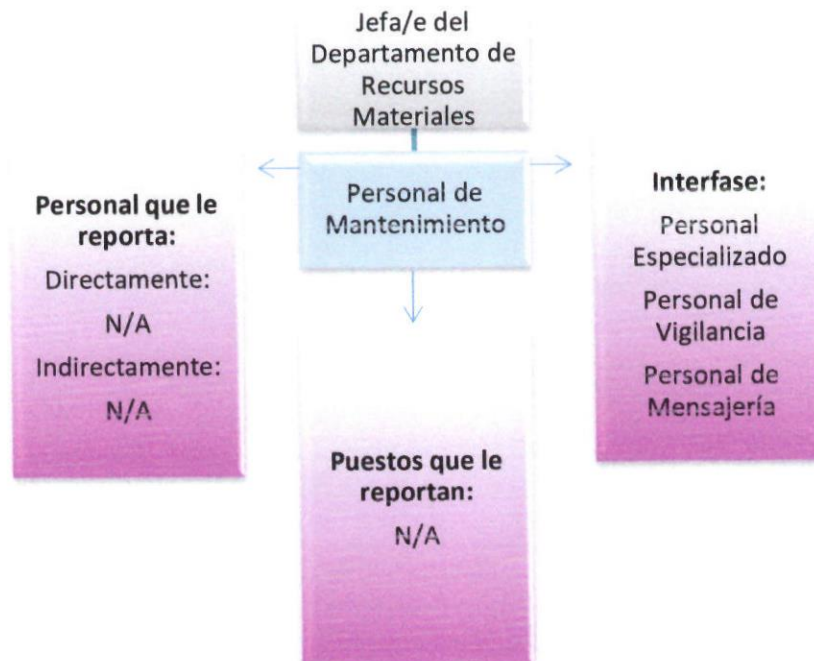 Jefa/e del
Departamento de
Recursos
Materiales
Personal de
Mantenimiento
Personal que le
reporta:
Directamente:
N/A
Indirectamente:
N/A
Puestos que le
reportan:
N/A
Interfase:
Personal
Especializado
Personal de
Vigilancia
Personal de
Mensajería